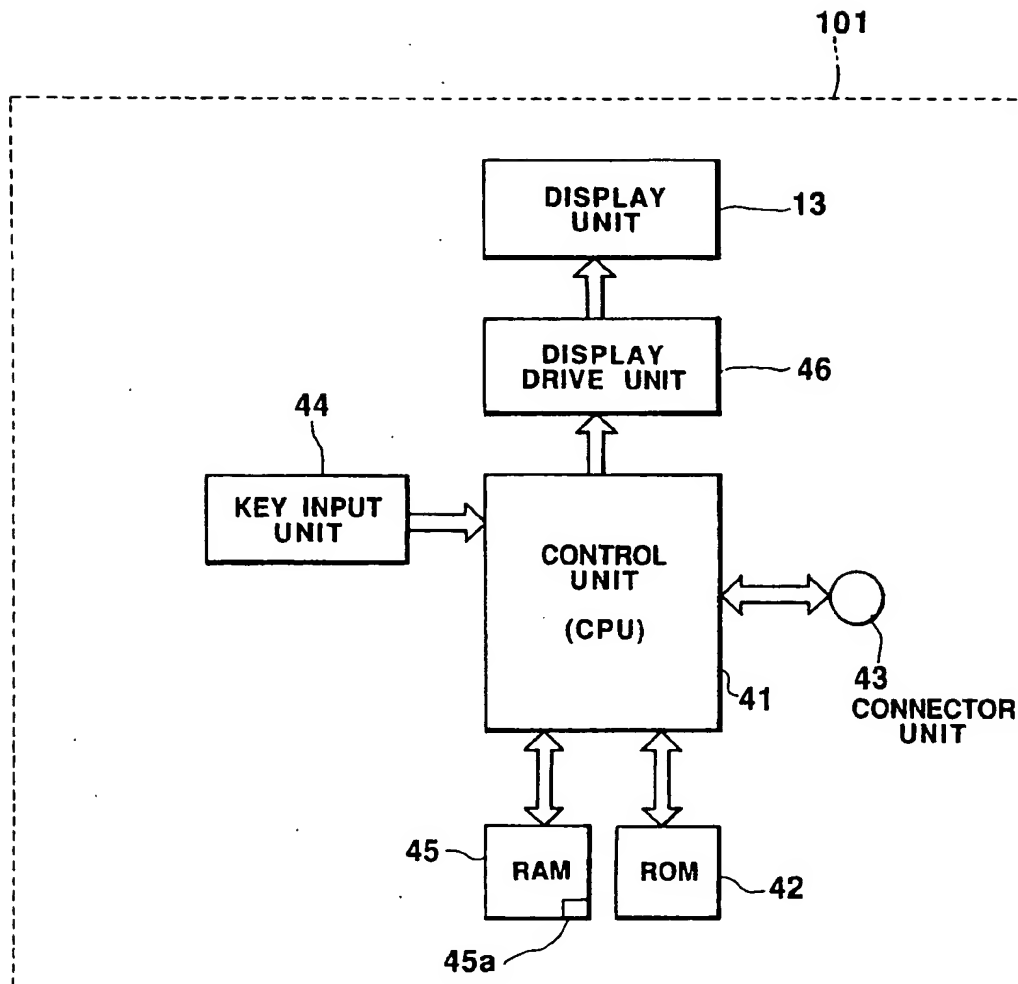 101
DISPLAY
UNIT
13
DISPLAY
DRIVE UNIT
46
44
KEY INPUT
UNIT
CONTROL
UNIT
(CPU)
41
43
CONNECTOR
UNIT
45
RAM
ROM
42
45a